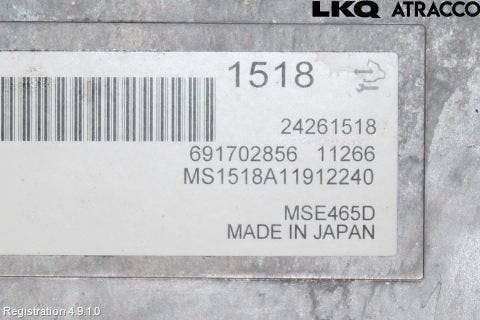 LKQ ATRACCO
1518
24261518
691702856 11266
MS1518A11912240
MSE465D
MADE IN JAPAN
Registration 4.9.1.0